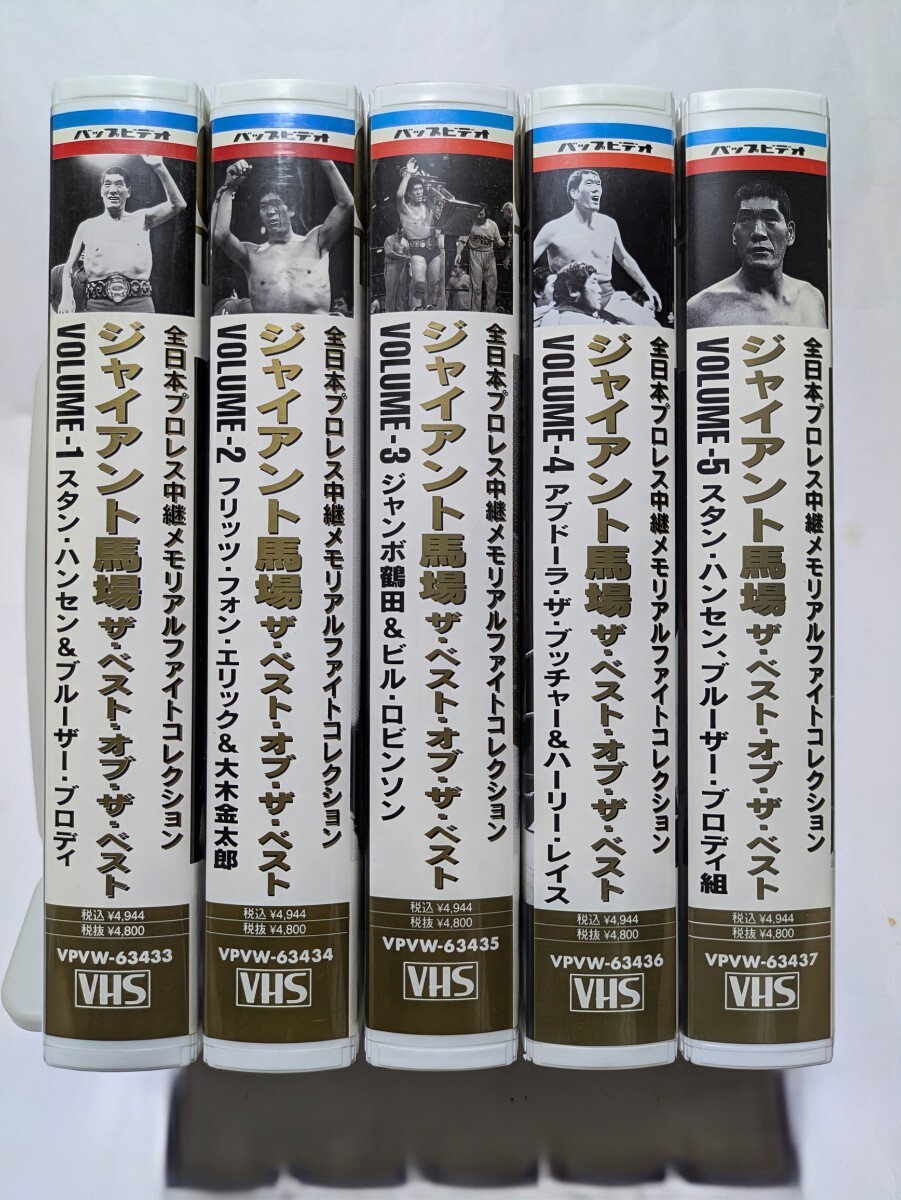 バップビデオ
全日本プロレス中継メモリアルファイトコレクション
ジャイアント馬場 ザ・ベスト・オブ・ザ・ベスト
VOLUME-1 スタン・ハンセン&ブルーザー・ブロディ
税込 ¥4,944
税抜 ¥4,800
VPVW-63433
VHS
バップビデオ
全日本プロレス中継メモリアルファイトコレクション
ジャイアント馬場 ザ・ベスト・オブ・ザ・ベスト
VOLUME-2 フリッツ・フォン・エリック&大木金太郎
税込 ¥4,944
税抜 ¥4,800
VPVW-63434
VHS
バップビデオ
全日本プロレス中継メモリアルファイトコレクション
ジャイアント馬場 ザ・ベスト・オブ・ザ・ベスト
VOLUME-3 ジャンボ鶴田&ビル・ロビンソン
税込 ¥4,944
税抜 ¥4,800
VPVW-63435
VHS
バップビデオ
全日本プロレス中継メモリアルファイトコレクション
ジャイアント馬場 ザ・ベスト・オブ・ザ・ベスト
VOLUME-4 アブドーラ・ザ・ブッチャー&ハーリー・レイス
税込 ¥4,944
税抜 ¥4,800
VPVW-63436
VHS
バップビデオ
全日本プロレス中継メモリアルファイトコレクション
ジャイアント馬場 ザ・ベスト・オブ・ザ・ベスト
VOLUME-5 スタン・ハンセン、ブルーザー・ブロディ組
税込 ¥4,944
税抜 ¥4,800
VPVW-63437
VHS